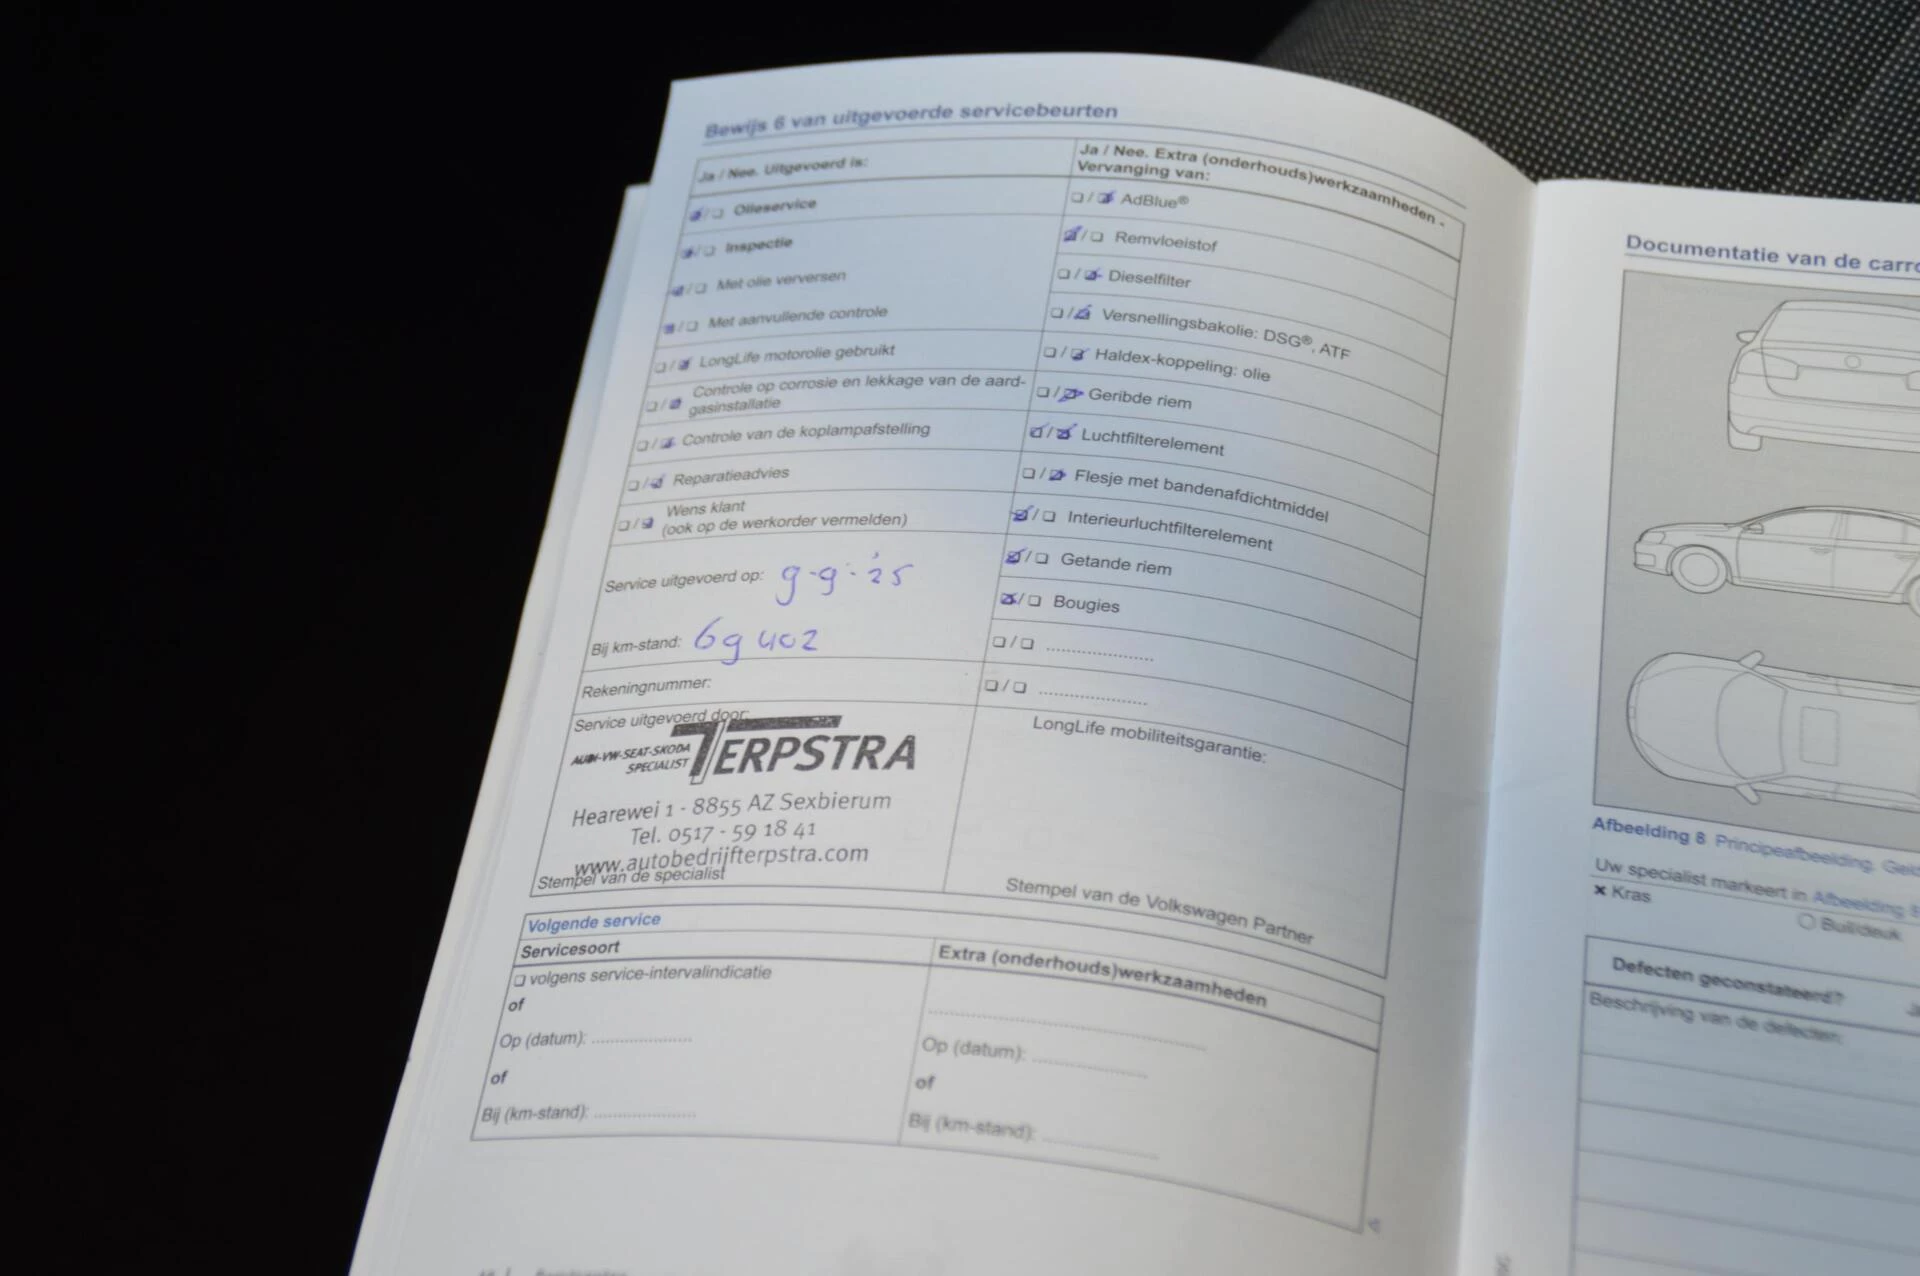 Bewijs 6 van uitgevoerde servicebeurten
Ja / Nee. Uitgevoerd is:
Olieservice
Inspectie
Met olie verversen
Met aanvullende controle
LongLife motorolie gebruikt
Controle op corrosie en lekkage van de aard-
gasinstallatie
Controle van de koplampafstelling
Reparatieadvies
Wens klant
(ook op de werkorder vermelden)
Service uitgevoerd op: 9-9-'25
Bij km-stand: 69 402
Rekeningnummer:
Service uitgevoerd door:
AUDI-VW-SEAT-SKODA
SPECIALIST
TERPSTRA
Hearewei 1 - 8855 AZ Sexbierum
Tel. 0517 - 59 18 41
www.autobedrijfterpstra.com
Stempel van de specialist
Ja / Nee. Extra (onderhouds)werkzaamheden -
Vervanging van:
AdBlue®
Remvloeistof
Dieselfilter
Versnellingsbakolie: DSG®, ATF
Haldex-koppeling: olie
Geribde riem
Luchtfilterelement
Flesje met bandenafdichtmiddel
Interieurluchtfilterelement
Getande riem
Bougies
LongLife mobiliteitsgarantie:
Stempel van de Volkswagen Partner
Volgende service
Servicesoort
volgens service-intervalindicatie
of
Op (datum):
of
Bij (km-stand):
Extra (onderhouds)werkzaamheden
Op (datum):
of
Bij (km-stand):
Documentatie van de
Afbeelding 8 Principeafbeelding.
Uw specialist markeert in Afbeelding 8
× Kras
Buil/deuk
Defecten geconstateerd?
Beschrijving van de defecten: